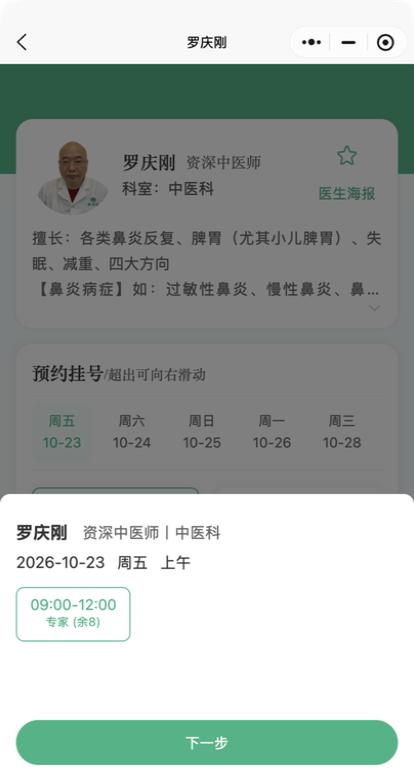 罗庆刚
罗庆刚 资深中医师
科室：中医科
医生海报
擅长：各类鼻炎反复、脾胃（尤其小儿脾胃）、失
眠、减重、四大方向
【鼻炎病症】如：过敏性鼻炎、慢性鼻炎、鼻...
预约挂号/超出可向右滑动
周五 周六 周日 周一 周三
10-23 10-24 10-25 10-26 10-28
罗庆刚 资深中医师丨中医科
2026-10-23 周五 上午
09:00-12:00
专家 (余8)
下一步